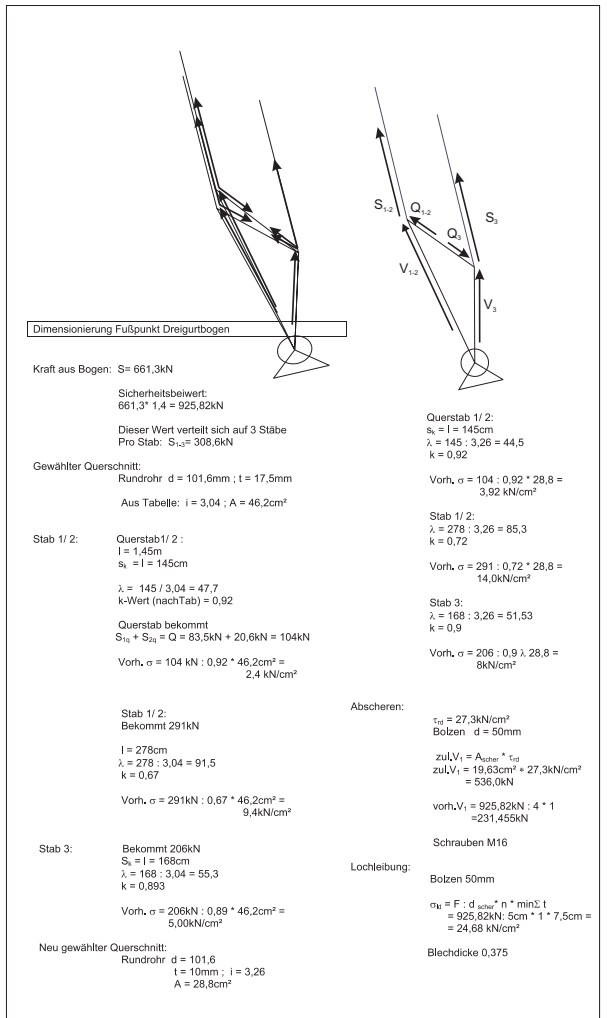 S1-2
Q1-2
Q3
S3
V1-2
V3
Dimensionierung Fußpunkt Dreigurtbogen
Kraft aus Bogen: S= 661,3kN
Sicherheitsbeiwert:
661,3* 1,4 = 925,82kN
Dieser Wert verteilt sich auf 3 Stäbe
Pro Stab: S1-3= 308,6kN
Gewählter Querschnitt:
Rundrohr d = 101,6mm ; t = 17,5mm
Aus Tabelle: i = 3,04 ; A = 46,2cm²
Stab 1/ 2: Querstab1/ 2 :
l = 1,45m
sk = l = 145cm
λ = 145 / 3,04 = 47,7
k-Wert (nachTab) = 0,92
Querstab bekommt
S1q + S2q = Q = 83,5kN + 20,6kN = 104kN
Vorh. σ = 104 kN : 0,92 * 46,2cm² =
2,4 kN/cm²
Stab 1/ 2:
Bekommt 291kN
l = 278cm
λ = 278 : 3,04 = 91,5
k = 0,67
Vorh. σ = 291kN : 0,67 * 46,2cm² =
9,4kN/cm²
Stab 3: Bekommt 206kN
Sk = l = 168cm
λ = 168 : 3,04 = 55,3
k = 0,893
Vorh. σ = 206kN : 0,89 * 46,2cm² =
5,00kN/cm²
Neu gewählter Querschnitt:
Rundrohr d = 101,6
t = 10mm ; i = 3,26
A = 28,8cm²
Querstab 1/ 2:
sk = l = 145cm
λ = 145 : 3,26 = 44,5
k = 0,92
Vorh. σ = 104 : 0,92 * 28,8 =
3,92 kN/cm²
Stab 1/ 2:
λ = 278 : 3,26 = 85,3
k = 0,72
Vorh. σ = 291 : 0,72 * 28,8 =
14,0kN/cm²
Stab 3:
λ = 168 : 3,26 = 51,53
k = 0,9
Vorh. σ = 206 : 0,9 λ 28,8 =
8kN/cm²
Abscheren:
τrd = 27,3kN/cm²
Bolzen d = 50mm
zul.V1 = Ascher * τrd
zul.V1 = 19,63cm² * 27,3kN/cm²
= 536,0kN
vorh.V1 = 925,82kN : 4 * 1
=231,455kN
Schrauben M16
Lochleibung:
Bolzen 50mm
σld = F : d scher* n * minΣ t
= 925,82kN: 5cm * 1 * 7,5cm =
= 24,68 kN/cm²
Blechdicke 0,375